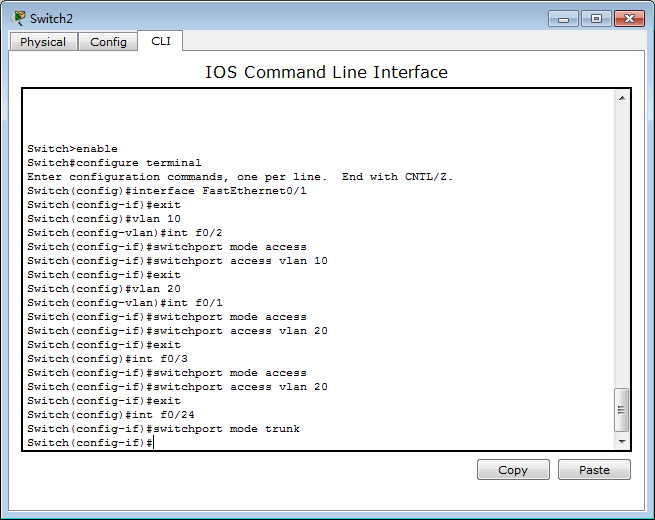 Switch2
Physical Config CLI
IOS Command Line Interface
Switch>enable
Switch#configure terminal
Enter configuration commands, one per line.  End with CNTL/Z.
Switch(config)#interface FastEthernet0/1
Switch(config-if)#exit
Switch(config)#vlan 10
Switch(config-vlan)#int f0/2
Switch(config-if)#switchport mode access
Switch(config-if)#switchport access vlan 10
Switch(config-if)#exit
Switch(config)#vlan 20
Switch(config-vlan)#int f0/1
Switch(config-if)#switchport mode access
Switch(config-if)#switchport access vlan 20
Switch(config-if)#exit
Switch(config)#int f0/3
Switch(config-if)#switchport mode access
Switch(config-if)#switchport access vlan 20
Switch(config-if)#exit
Switch(config)#int f0/24
Switch(config-if)#switchport mode trunk
Switch(config-if)#
Copy Paste